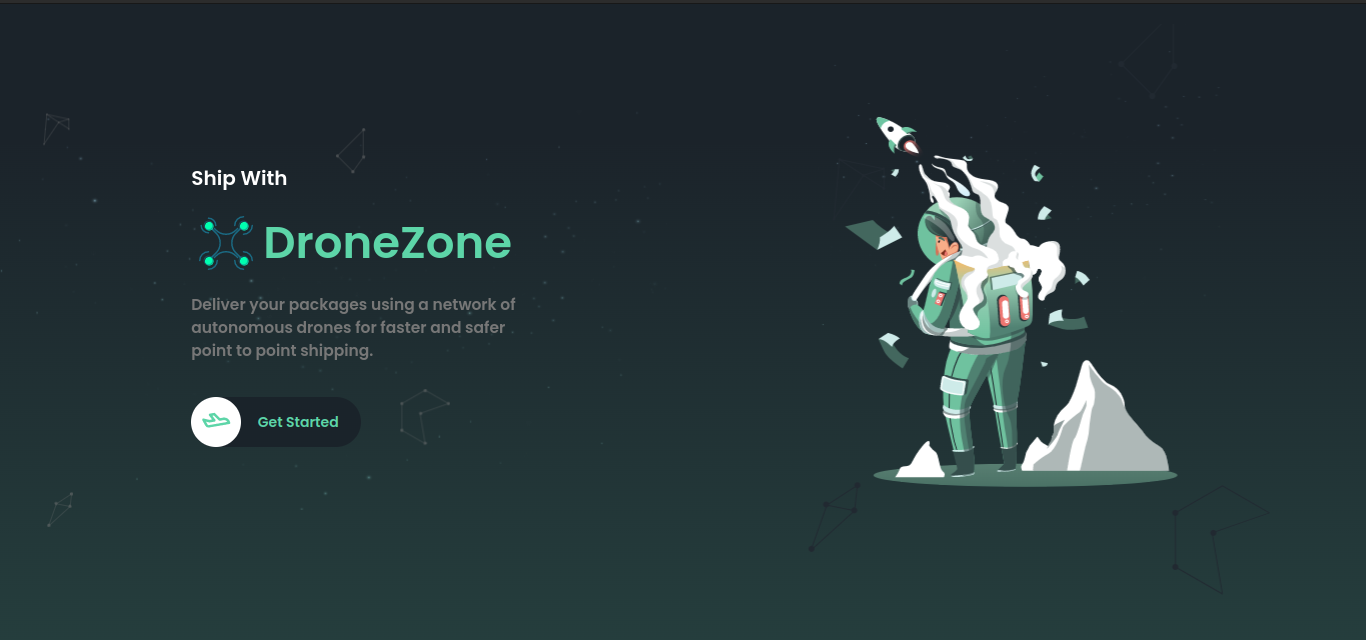 Ship With
DroneZone
Deliver your packages using a network of
autonomous drones for faster and safer
point to point shipping.
Get Started